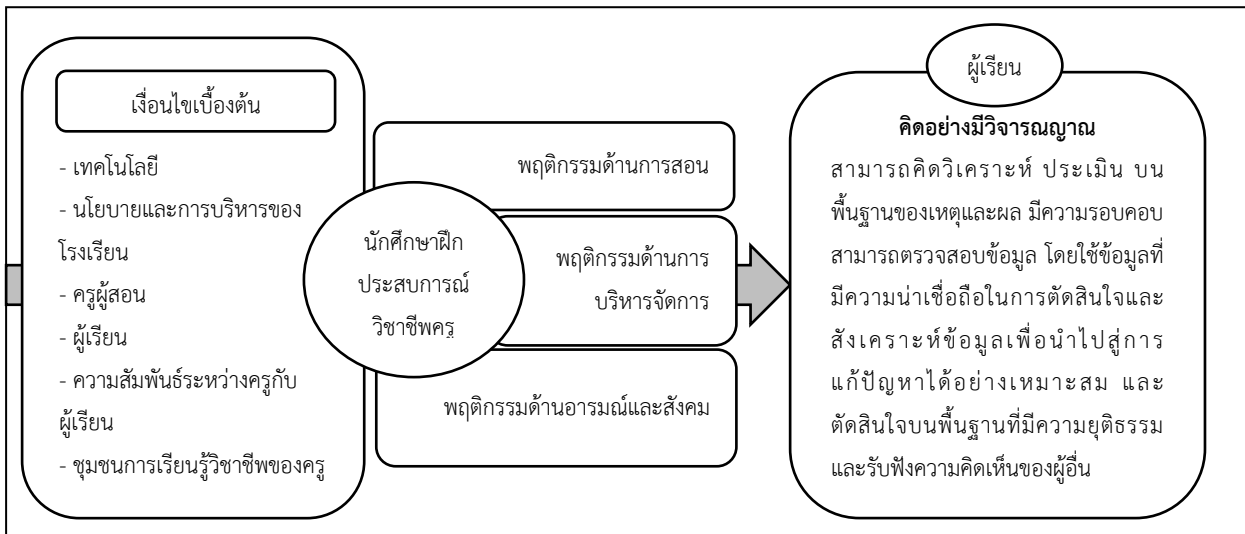 เงื่อนไขเบื้องต้น
- เทคโนโลยี
- นโยบายและการบริหารของ
โรงเรียน
- ครูผู้สอน
- ผู้เรียน
- ความสัมพันธ์ระหว่างครูกับ
ผู้เรียน
- ชุมชนการเรียนรู้วิชาชีพของครู
นักศึกษาฝึก
ประสบการณ์
วิชาชีพครู
พฤติกรรมด้านการสอน
พฤติกรรมด้านการ
บริหารจัดการ
พฤติกรรมด้านอารมณ์และสังคม
ผู้เรียน
คิดอย่างมีวิจารณญาณ
สามารถคิดวิเคราะห์ ประเมิน บน
พื้นฐานของเหตุและผล มีความรอบคอบ
สามารถตรวจสอบข้อมูล โดยใช้ข้อมูลที่
มีความน่าเชื่อถือในการตัดสินใจและ
สังเคราะห์ข้อมูลเพื่อนำไปสู่การ
แก้ปัญหาได้อย่างเหมาะสม และ
ตัดสินใจบนพื้นฐานที่มีความยุติธรรม
และรับฟังความคิดเห็นของผู้อื่น